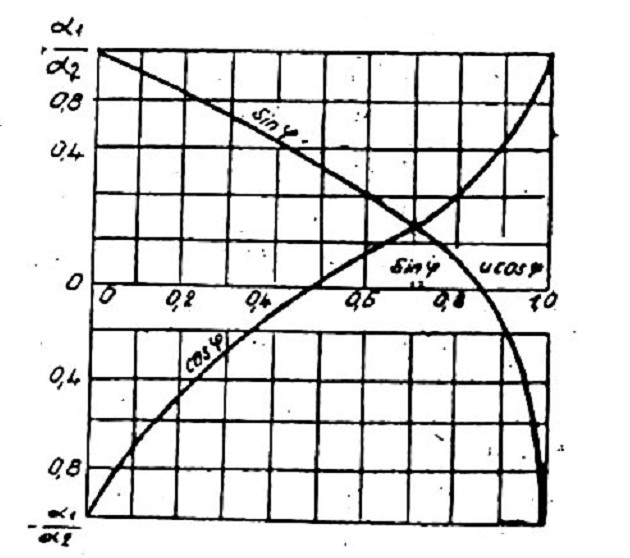 α1
α2
0,8
0,4
0
0,4
0,8
-α1
α2
sin φ
cos φ
sin φ и cos φ
0 0,2 0,4 0,6 0,8 1,0